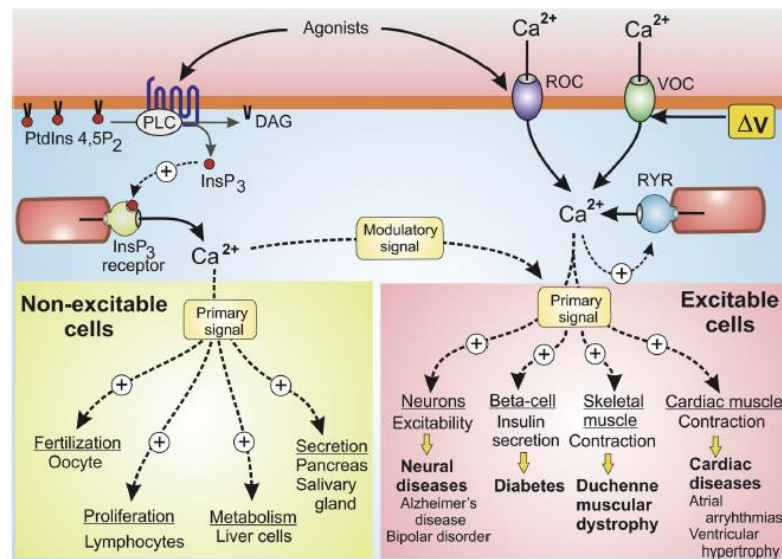 Agonists
Ca2+
Ca2+
ROC
VOC
PtdIns 4,5P2
PLC
DAG
ΔV
InsP3
+
RYR
InsP3
receptor
Ca2+
Modulatory
signal
Ca2+
+
Non-excitable
cells
Primary
signal
+
+
+
+
Fertilization
Oocyte
Proliferation
Lymphocytes
Metabolism
Liver cells
Secretion
Pancreas
Salivary
gland
Primary
signal
Excitable
cells
+
+
+
+
Neurons
Excitability
Neural
diseases
Alzheimer's
disease
Bipolar disorder
Beta-cell
Insulin
secretion
Diabetes
Skeletal
muscle
Contraction
Duchenne
muscular
dystrophy
Cardiac muscle
Contraction
Cardiac
diseases
Atrial
arryhthmias
Ventricular
hypertrophy